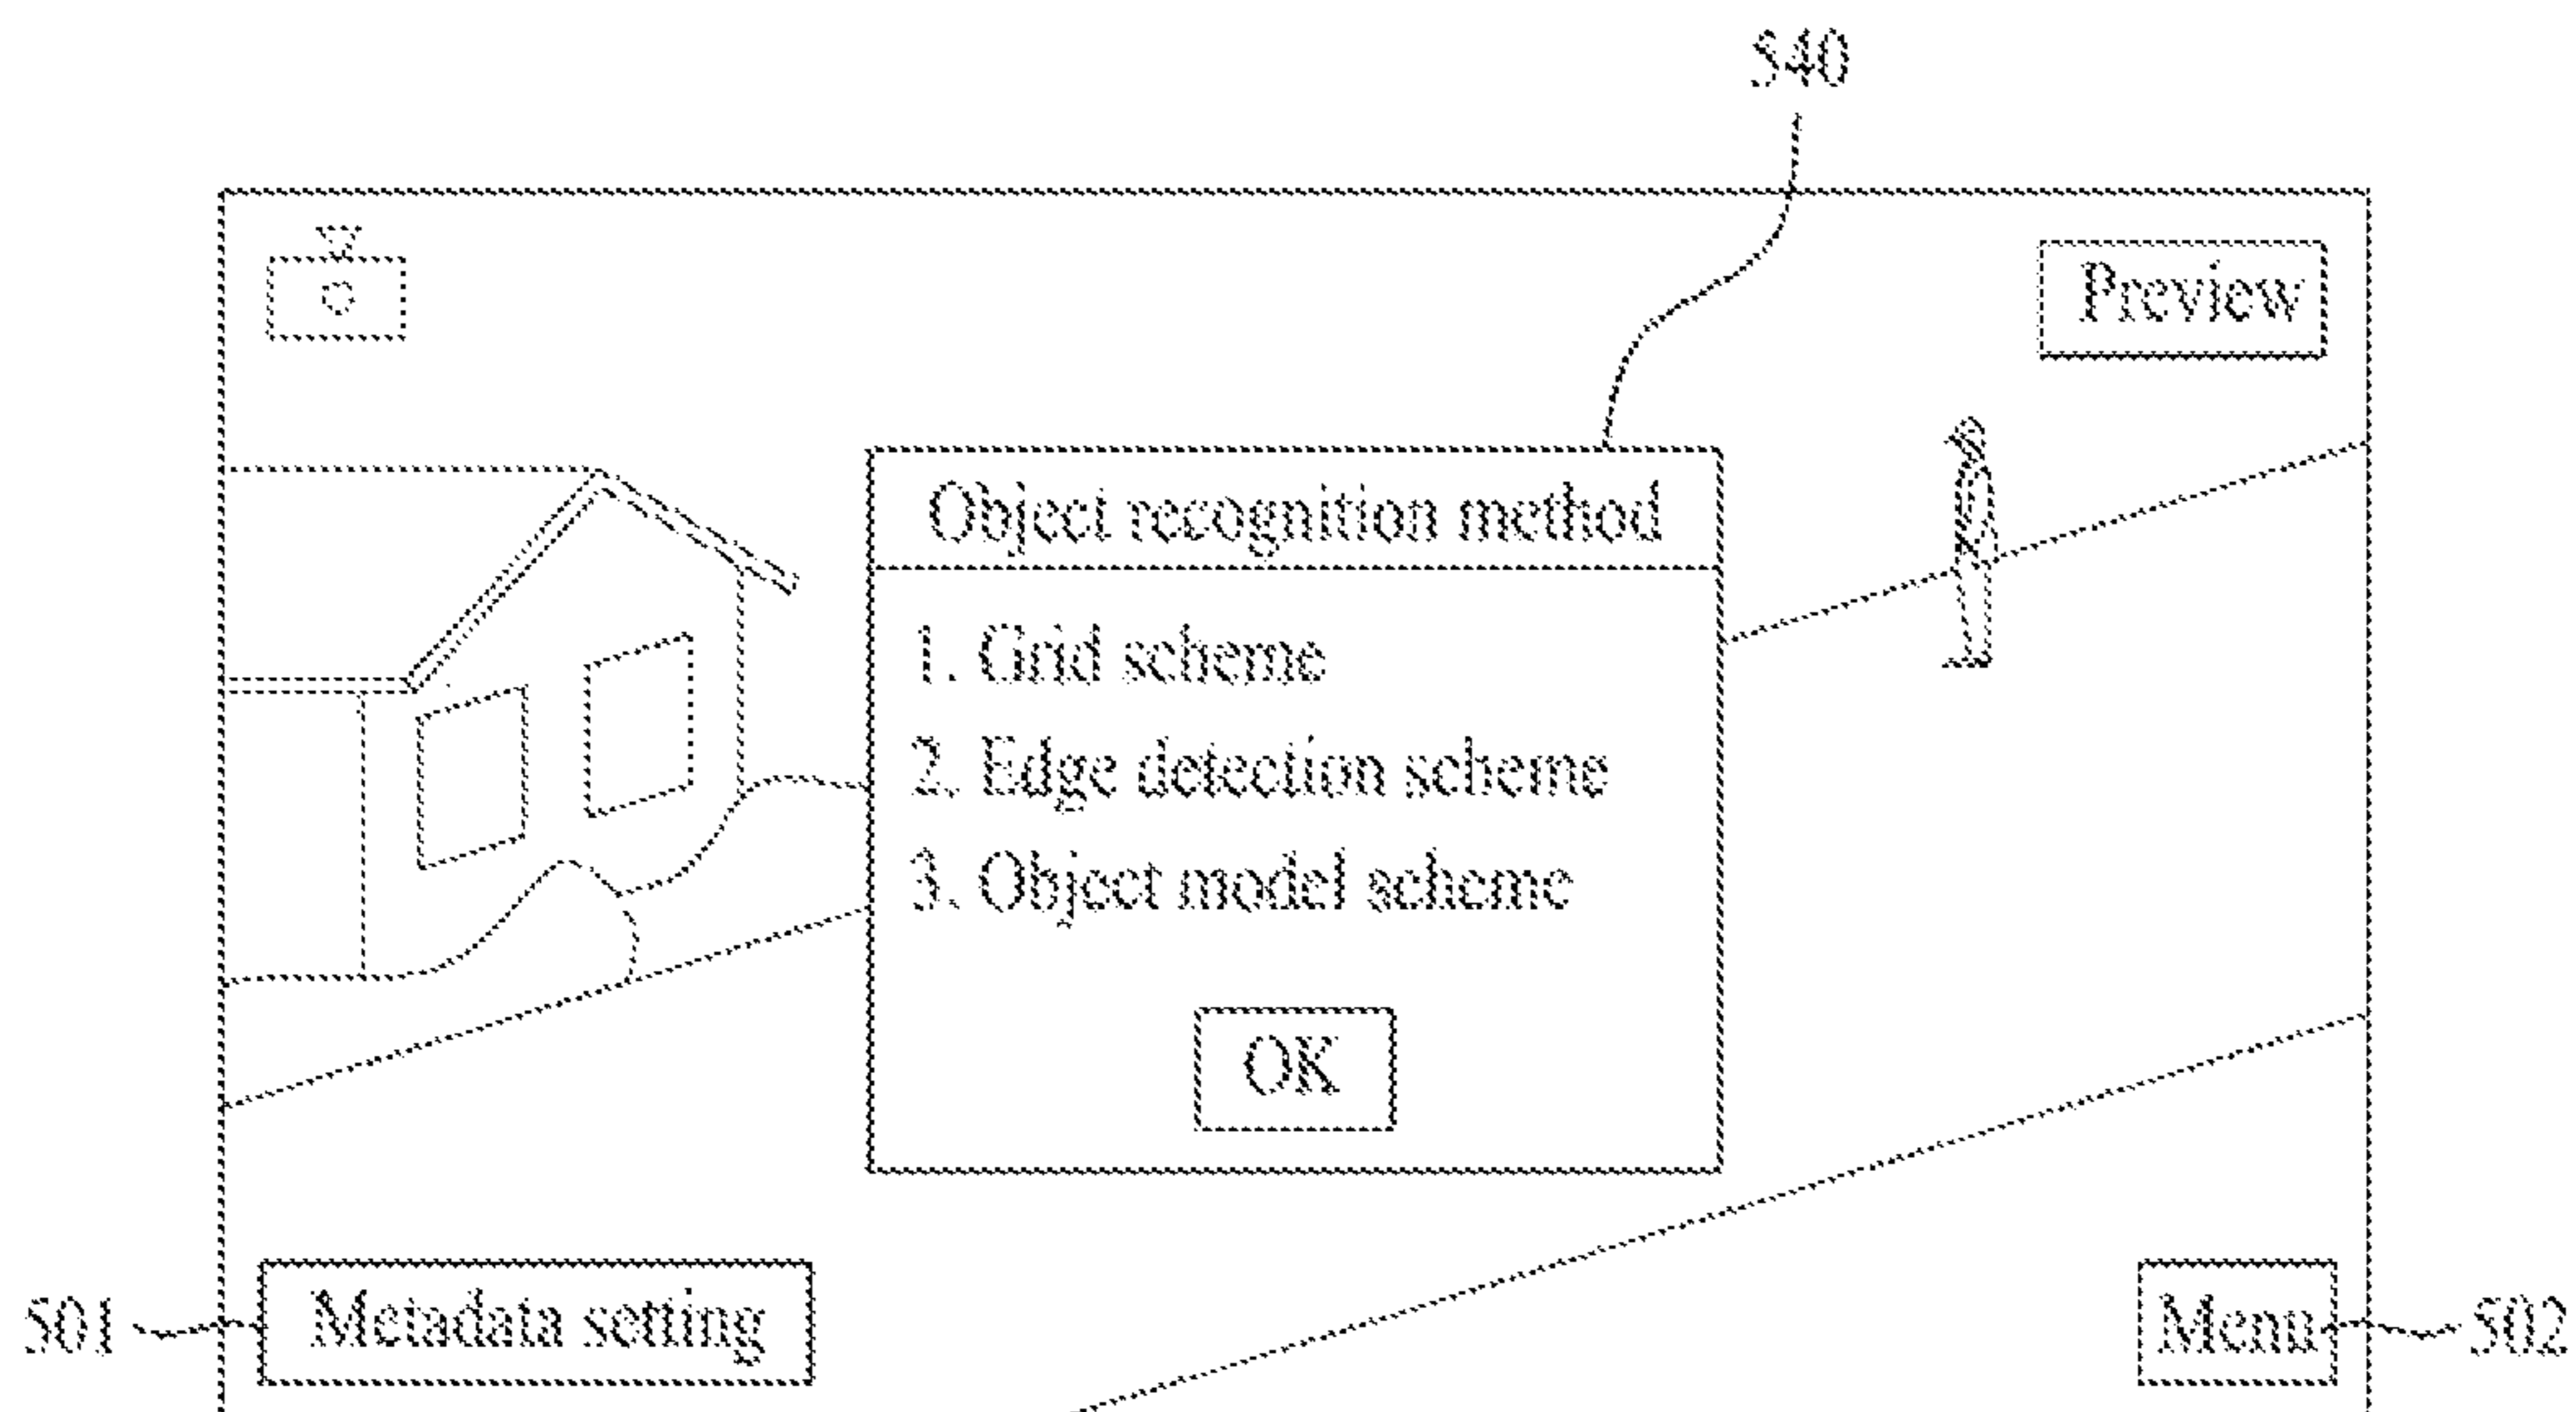 540
Preview
Object recognition method
1. Grid scheme
2. Edge detection scheme
3. Object model scheme
OK
501
Metadata setting
Menu
502